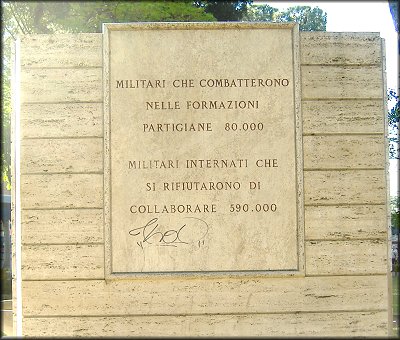 MILITARI CHE COMBATTERONO
NELLE FORMAZIONI
PARTIGIANE 80.000
MILITARI INTERNATI CHE
SI RIFIUTARONO DI
COLLABORARE 590.000